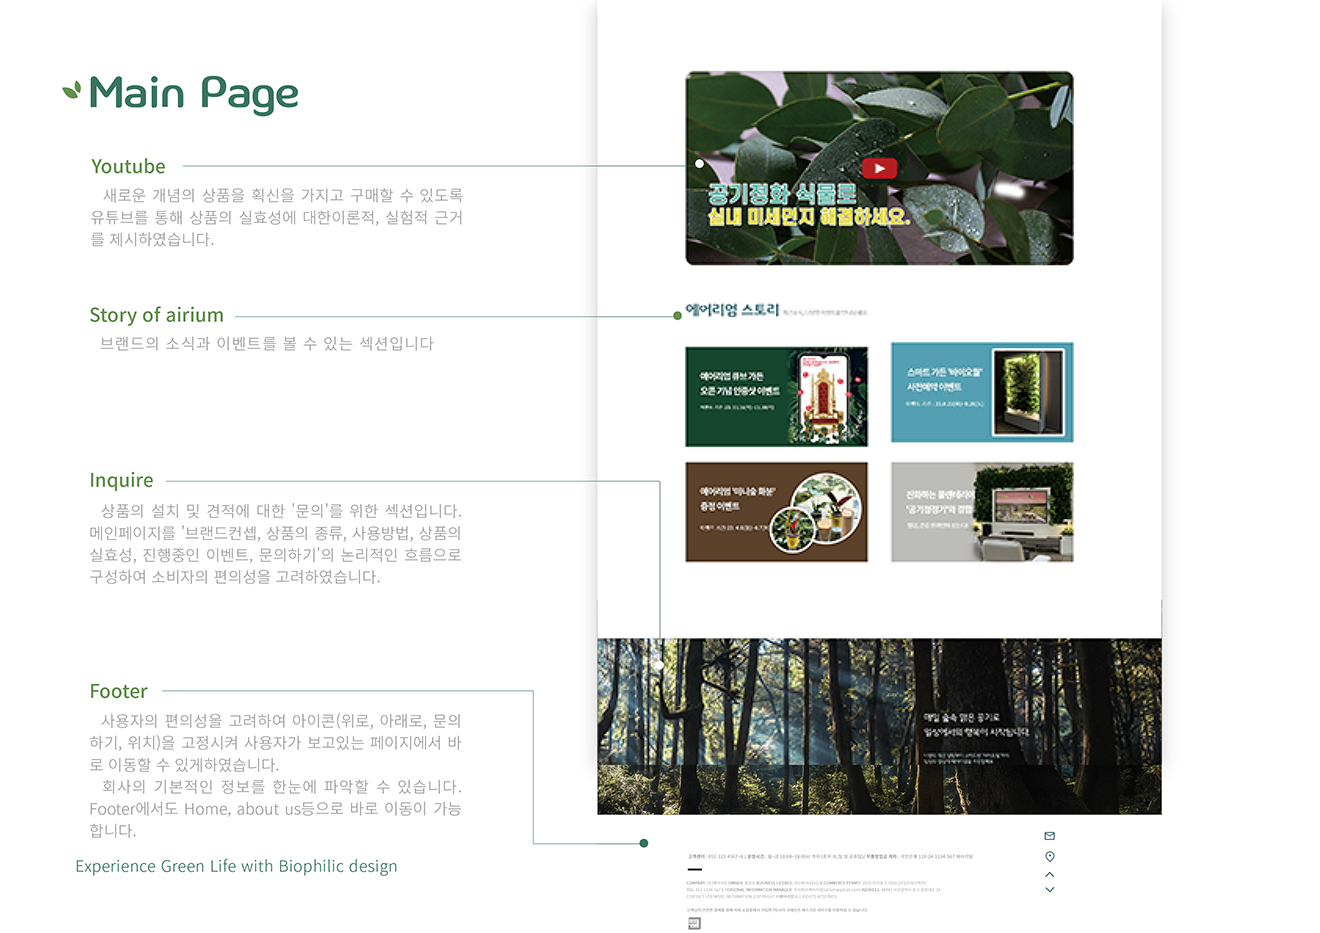 Main Page
Youtube
새로운 개념의 상품을 획신을 가지고 구매할 수 있도록
유튜브를 통해 상품의 실효성에 대한이론적, 실험적 근거
를 제시하였습니다.
Story of airium
브랜드의 소식과 이벤트를 볼 수 있는 섹션입니다
Inquire
상품의 설치 및 견적에 대한 '문의'를 위한 섹션입니다.
메인페이지를 '브랜드컨셉, 상품의 종류, 사용방법, 상품의
실효성, 진행중인 이벤트, 문의하기'의 논리적인 흐름으로
구성하여 소비자의 편의성을 고려하였습니다.
Footer
사용자의 편의성을 고려하여 아이콘(위로, 아래로, 문의
하기, 위치)을 고정시켜 사용자가 보고있는 페이지에서 바
로 이동할 수 있게하였습니다.
회사의 기본적인 정보를 한눈에 파악할 수 있습니다.
Footer에서도 Home, about us등으로 바로 이동이 가능
합니다.
Experience Green Life with Biophilic design
공기정화 식물로
실내 미세먼지 해결하세요.
에어리엄 스토리
에어리엄 큐브 가든
오픈 기념 인증샷 이벤트
스마트 가든 '바이오월'
사전예약 이벤트
에어리엄 '미니숲 화분'
증정 이벤트
진화하는 플랜테리어
'공기청정기'와 결합
매일 숲속 맑은 공기로
일상에서의 행복이 시작됩니다.